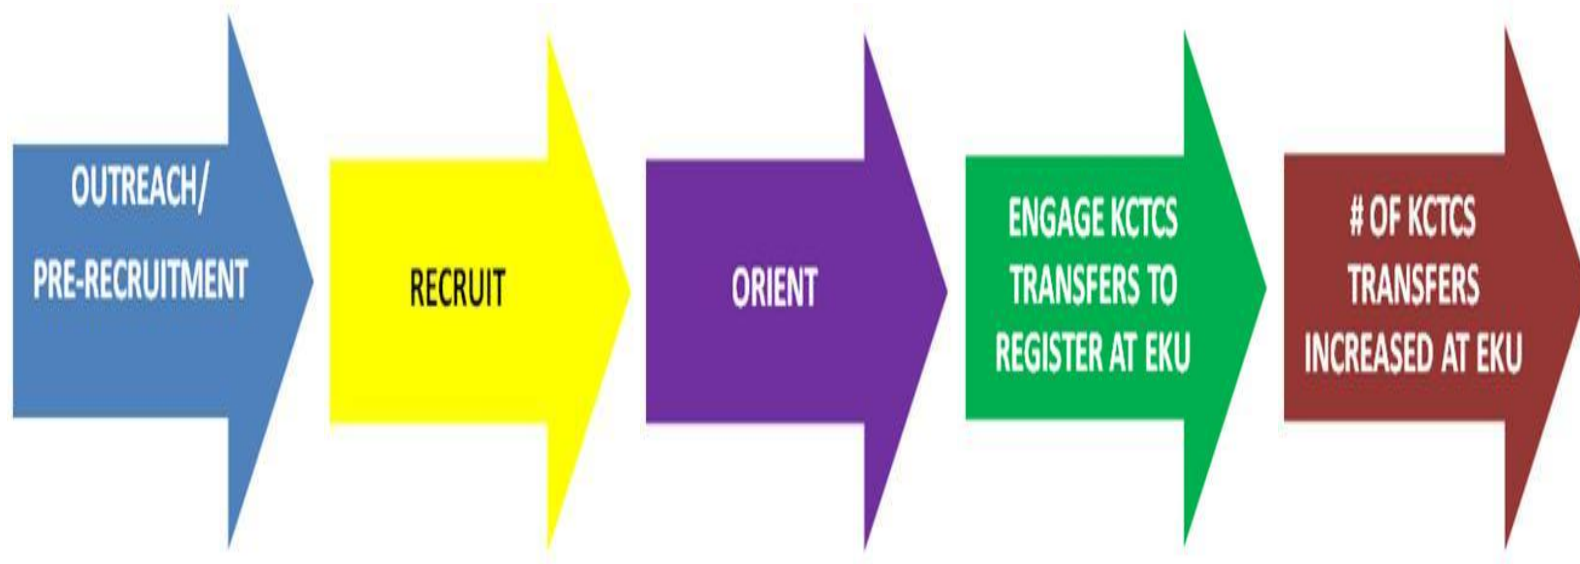 OUTREACH/
PRE-RECRUITMENT
RECRUIT
ORIENT
ENGAGE KCTCS
TRANSFERS TO
REGISTER AT EKU
# OF KCTCS
TRANSFERS
INCREASED AT EKU